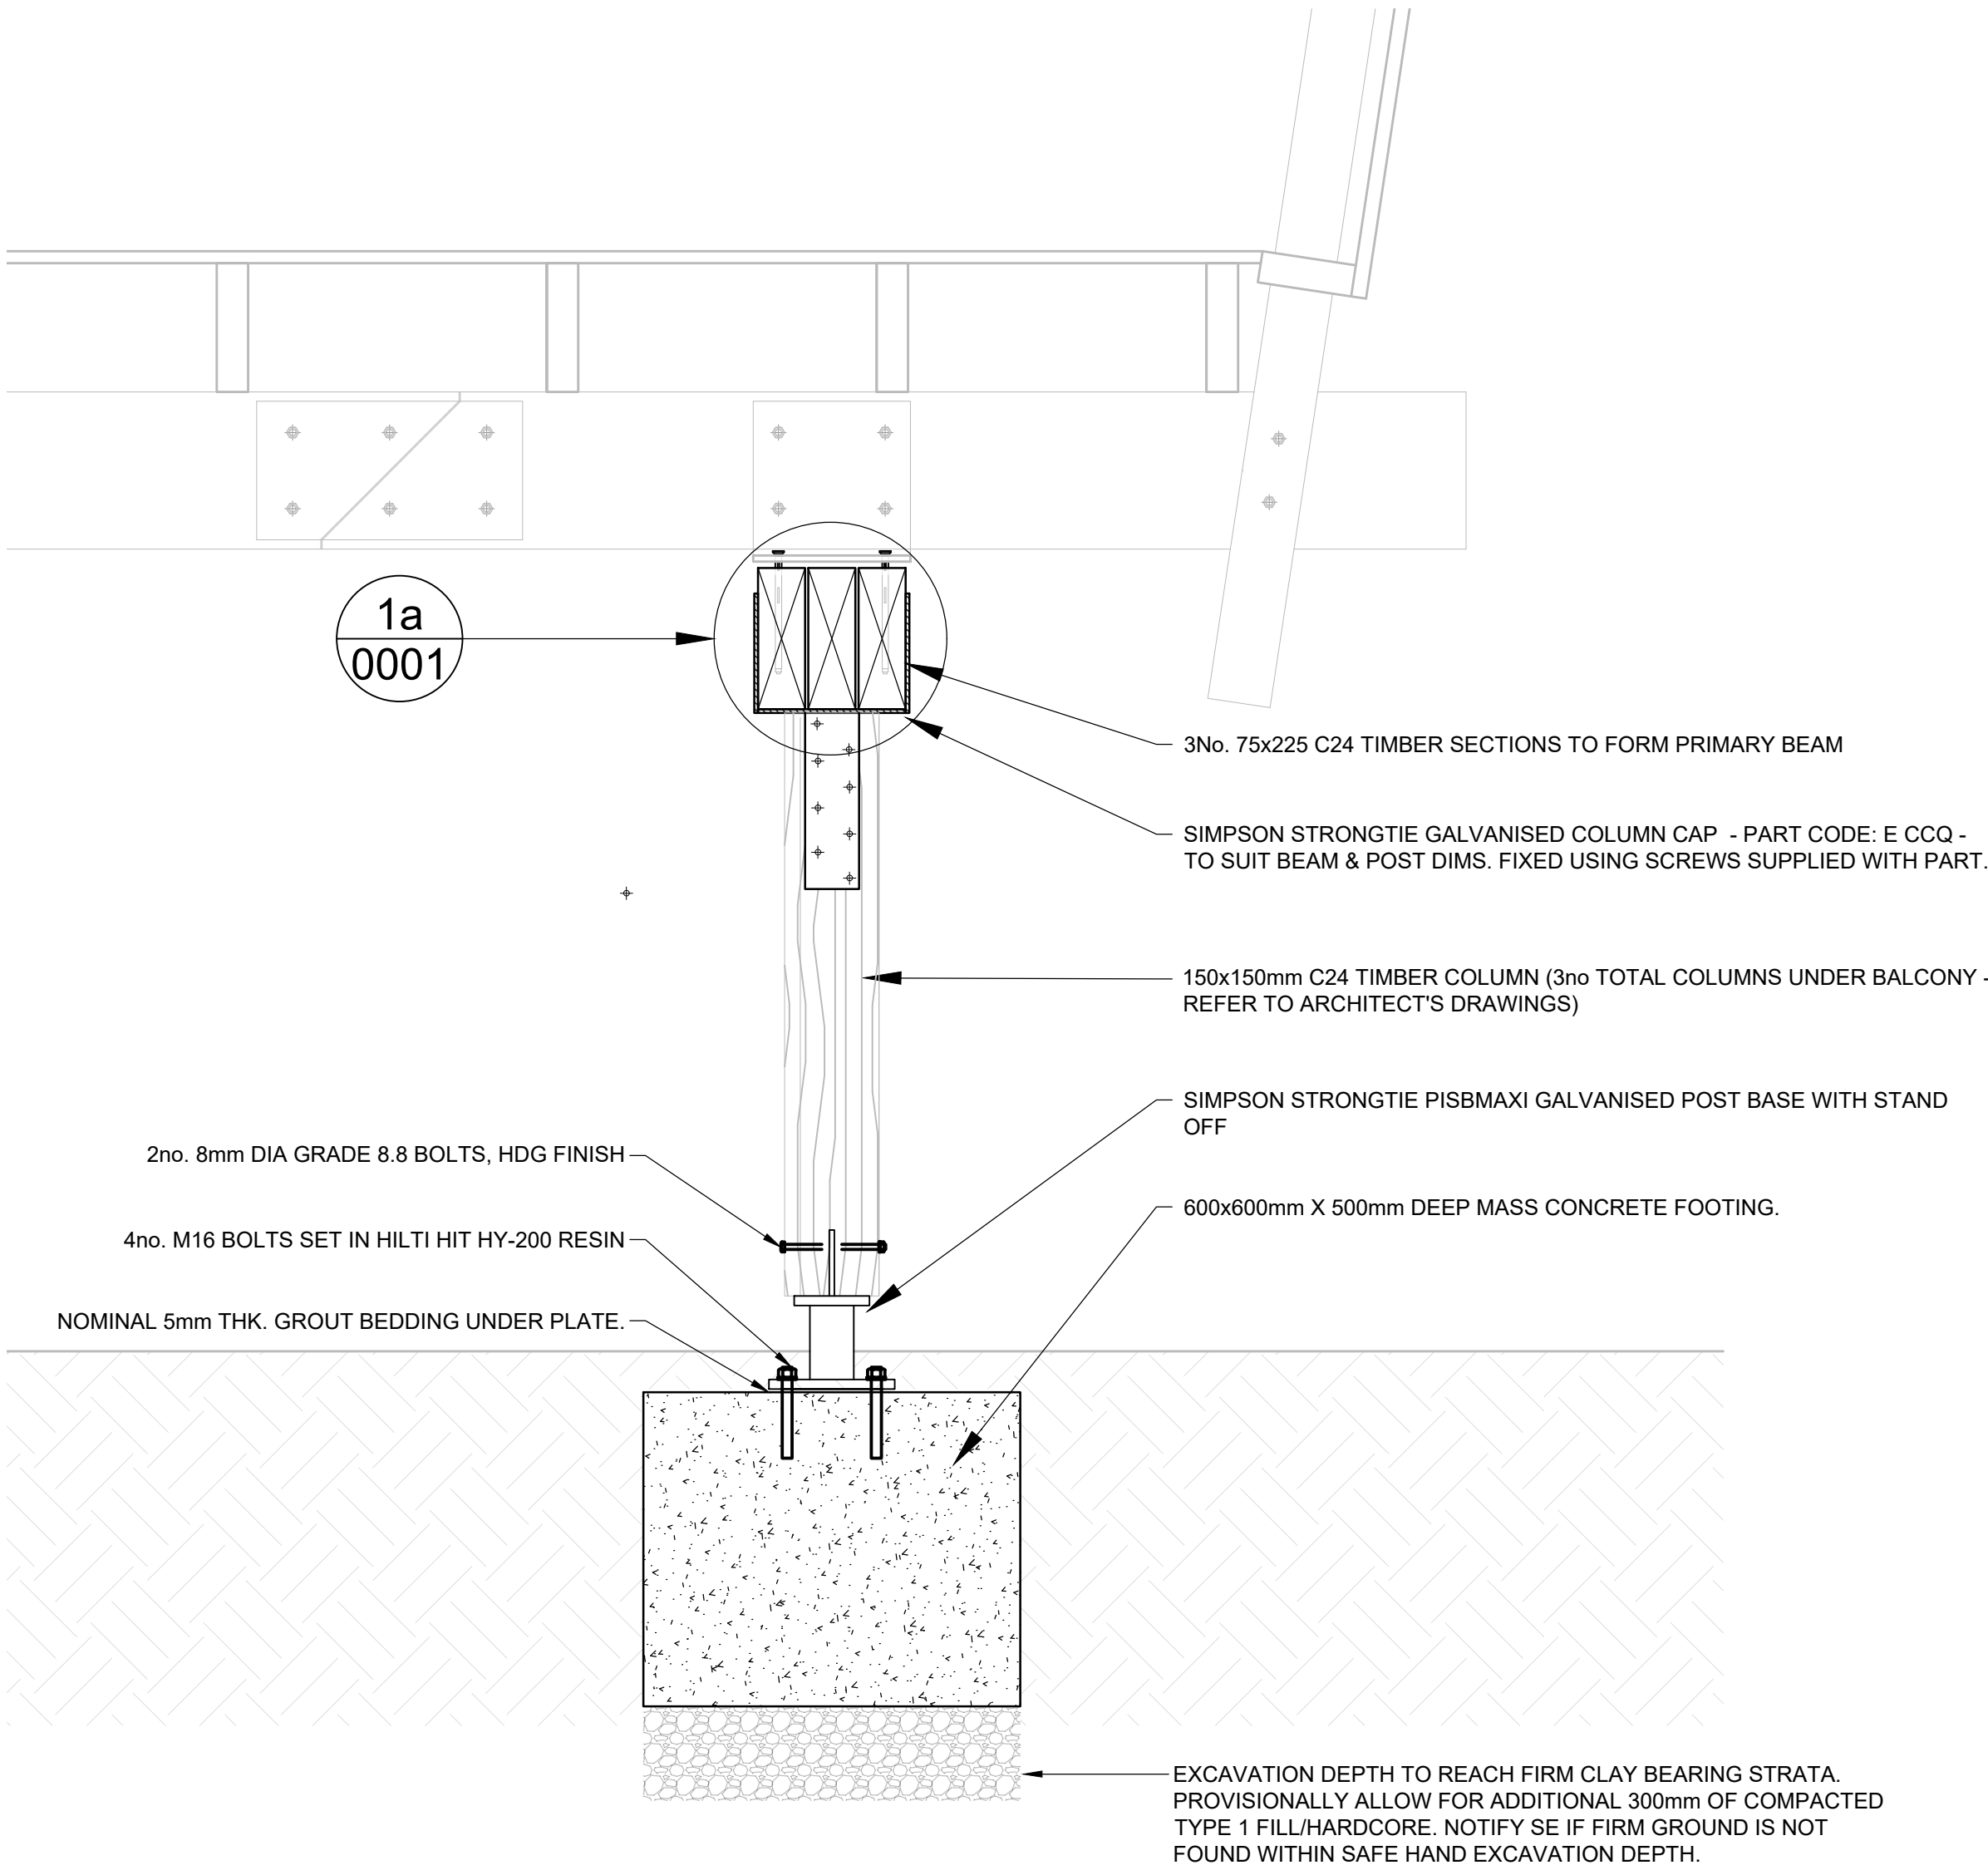 1a
0001
3No. 75x225 C24 TIMBER SECTIONS TO FORM PRIMARY BEAM
SIMPSON STRONGTIE GALVANISED COLUMN CAP - PART CODE: E CCQ -
TO SUIT BEAM & POST DIMS. FIXED USING SCREWS SUPPLIED WITH PART.
150x150mm C24 TIMBER COLUMN (3no TOTAL COLUMNS UNDER BALCONY -
REFER TO ARCHITECT'S DRAWINGS)
SIMPSON STRONGTIE PISBMAXI GALVANISED POST BASE WITH STAND
OFF
2no. 8mm DIA GRADE 8.8 BOLTS, HDG FINISH
600x600mm X 500mm DEEP MASS CONCRETE FOOTING.
4no. M16 BOLTS SET IN HILTI HIT HY-200 RESIN
NOMINAL 5mm THK. GROUT BEDDING UNDER PLATE.
EXCAVATION DEPTH TO REACH FIRM CLAY BEARING STRATA.
PROVISIONALLY ALLOW FOR ADDITIONAL 300mm OF COMPACTED
TYPE 1 FILL/HARDCORE. NOTIFY SE IF FIRM GROUND IS NOT
FOUND WITHIN SAFE HAND EXCAVATION DEPTH.